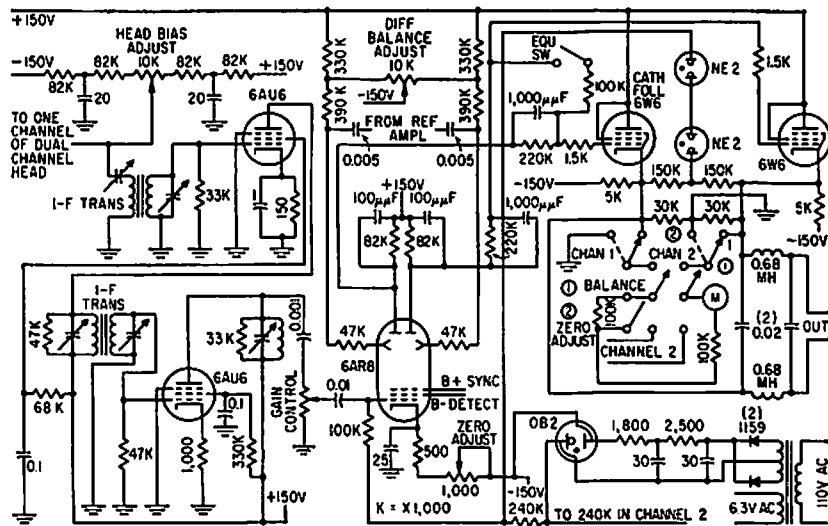 +150V
-150V
HEAD BIAS
ADJUST
82K
82K
10K
82K
82K
+150V
20
20
TO ONE
CHANNEL
OF DUAL
CHANNEL
HEAD
I-F TRANS
33K
6AU6
1
150
330K
390K
DIFF
BALANCE
ADJUST
10K
-150V
330K
390K
FROM REF
AMPL
0.005
0.005
+150V
100μμF
100μμF
82K
82K
EQU
SW
100K
1,000μμF
220K
1.5K
CATH
FOLL
6W6
NE 2
NE 2
1.5K
6W6
-150V
5K
150K
150K
30K
30K
5K
-150V
1,000μμF
220K
CHAN 1
②
CHAN 2
1
①
① BALANCE
②
ZERO
ADJUST
100K
M
100K
CHANNEL 2
0.68
MH
(2)
0.02
OUT
0.68
MH
I-F
TRANS
47K
68K
0.1
47K
6AU6
1,000
0.1
330K
33K
0.001
GAIN
CONTROL
+150V
0.01
100K
47K
47K
6AR8
B+ SYNC
B- DETECT
25
500
ZERO
ADJUST
1,000
K = X1,000
-150V
240K
OB2
1,800
2,500
30
30
(2)
1159
6.3V AC
110V AC
TO 240K IN CHANNEL 2